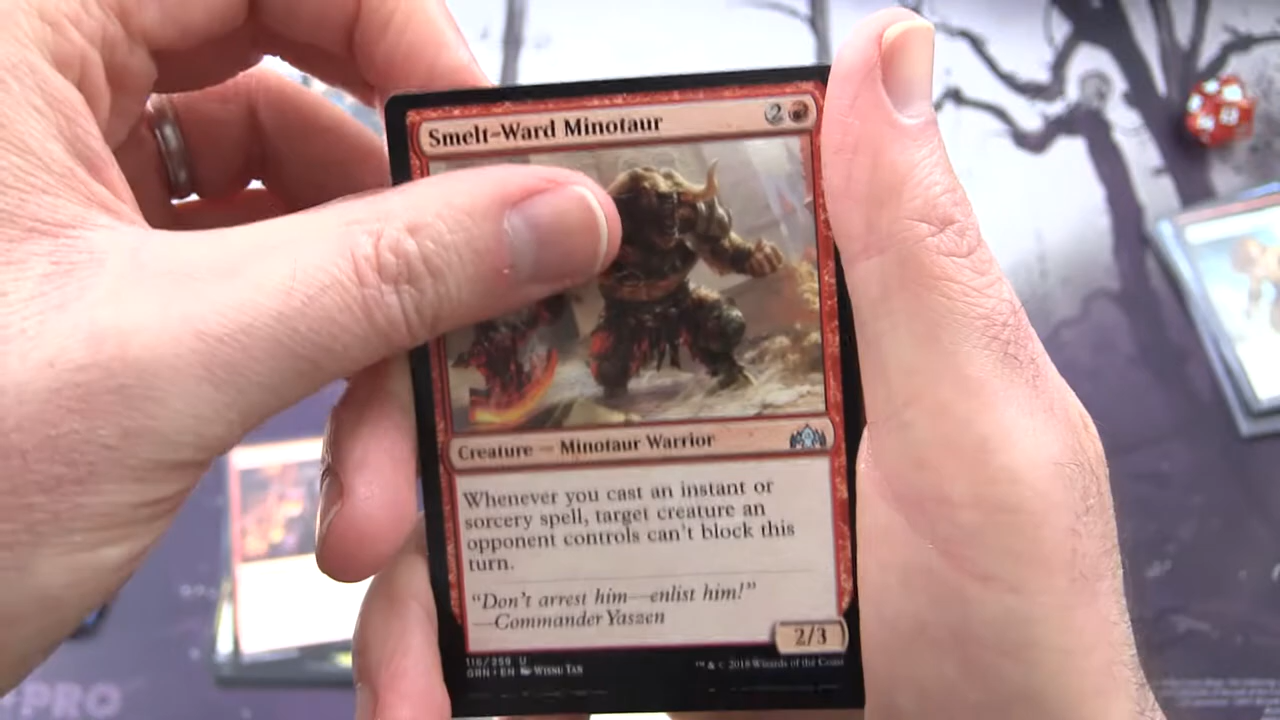 Smelt-Ward Minotaur 2
Creature — Minotaur Warrior
Whenever you cast an instant or
sorcery spell, target creature an
opponent controls can't block this
turn.
"Don't arrest him—enlist him!"
—Commander Yaszen
2/3
116/259 U
GRN • EN Wisnu Tan
™ & © 2018 Wizards of the Coast
PRO